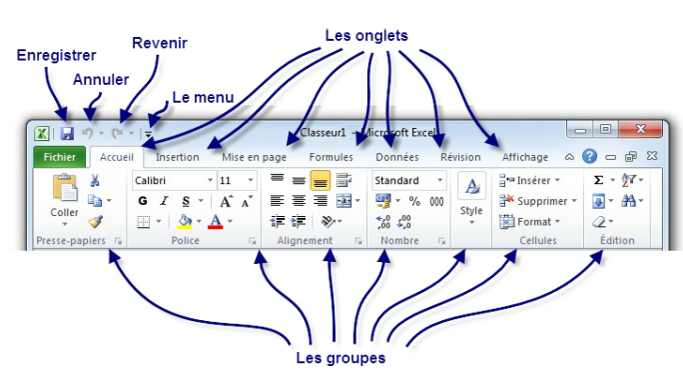 Les onglets
Revenir
Enregistrer
Annuler
Le menu
Classeur1 - Microsoft Excel
Fichier Accueil Insertion Mise en page Formules Données Révision Affichage
Calibri 11 Standard Insérer Σ
Coller G I S A A % 000 Style Supprimer
A Format
Presse-papiers Police Alignement Nombre Cellules Édition
Les groupes